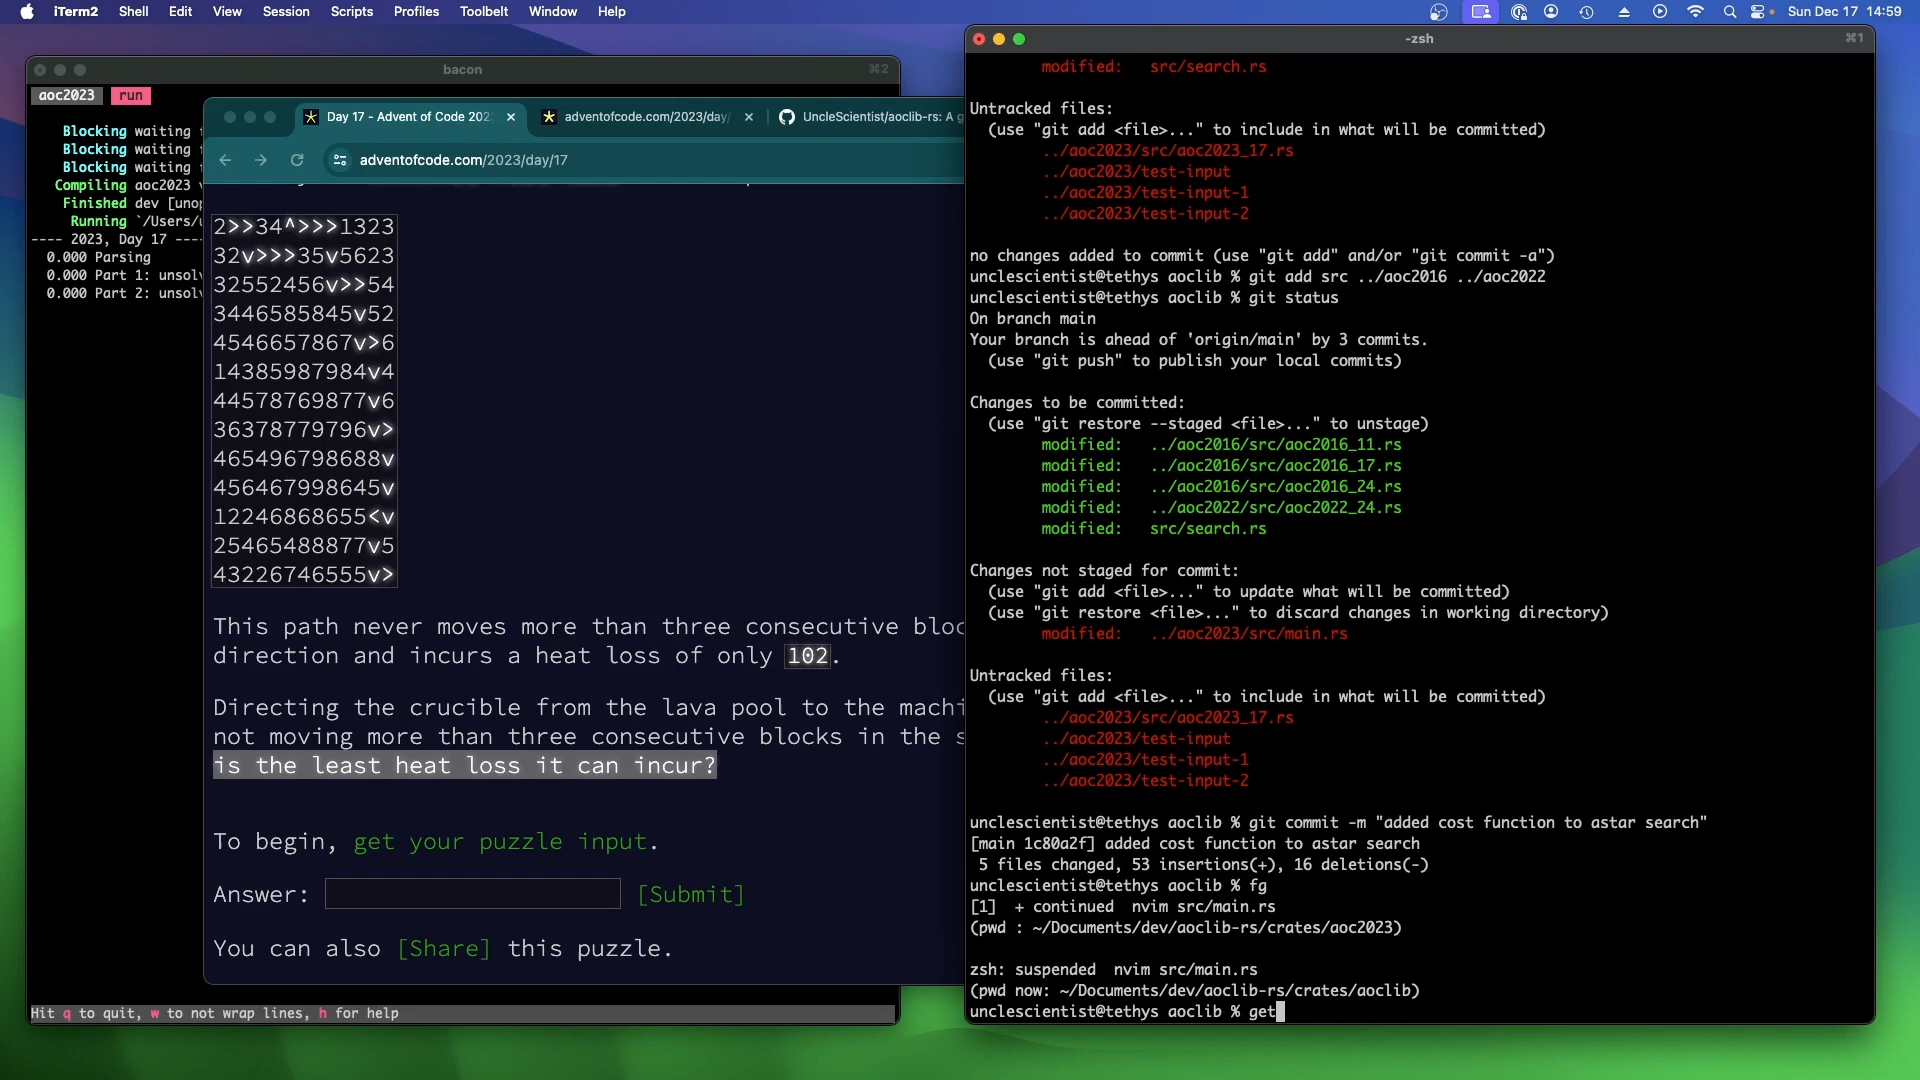 iTerm2 Shell Edit View Session Scripts Profiles Toolbelt Window Help Sun Dec 17 14:59
bacon ⌘2
aoc2023 run
Blocking waiting
Blocking waiting
Blocking waiting
Compiling aoc2023
Finished dev
Running
---- 2023, Day 17 ----
0.000 Parsing
0.000 Part 1:
0.000 Part 2:
Hit q to quit, w to not wrap lines, h for help
Day 17 - Advent of Code 202 adventofcode.com/2023/day/ UncleScientist/aoclib-rs: A
adventofcode.com/2023/day/17
2>>34^>>>1323
32v>>>35v5623
32552456v>>54
3446585845v52
4546657867v>6
14385987984v4
44578769877v6
36378779796v>
465496798688v
456467998645v
12246868655<v
25465488877v5
43226746555v>
This path never moves more than three consecutive
direction and incurs a heat loss of only 102.
Directing the crucible from the lava pool to the
not moving more than three consecutive blocks in the
is the least heat loss it can incur?
To begin, get your puzzle input.
Answer: [Submit]
You can also [Share] this puzzle.
-zsh ⌘1
modified: src/search.rs
Untracked files:
(use "git add <file>..." to include in what will be committed)
../aoc2023/src/aoc2023_17.rs
../aoc2023/test-input
../aoc2023/test-input-1
../aoc2023/test-input-2
no changes added to commit (use "git add" and/or "git commit -a")
unclescientist@tethys aoclib % git add src ../aoc2016 ../aoc2022
unclescientist@tethys aoclib % git status
On branch main
Your branch is ahead of 'origin/main' by 3 commits.
(use "git push" to publish your local commits)
Changes to be committed:
(use "git restore --staged <file>..." to unstage)
modified: ../aoc2016/src/aoc2016_11.rs
modified: ../aoc2016/src/aoc2016_17.rs
modified: ../aoc2016/src/aoc2016_24.rs
modified: ../aoc2022/src/aoc2022_24.rs
modified: src/search.rs
Changes not staged for commit:
(use "git add <file>..." to update what will be committed)
(use "git restore <file>..." to discard changes in working directory)
modified: ../aoc2023/src/main.rs
Untracked files:
(use "git add <file>..." to include in what will be committed)
../aoc2023/src/aoc2023_17.rs
../aoc2023/test-input
../aoc2023/test-input-1
../aoc2023/test-input-2
unclescientist@tethys aoclib % git commit -m "added cost function to astar search"
[main 1c80a2f] added cost function to astar search
5 files changed, 53 insertions(+), 16 deletions(-)
unclescientist@tethys aoclib % fg
[1] + continued nvim src/main.rs
(pwd : ~/Documents/dev/aoclib-rs/crates/aoc2023)
zsh: suspended nvim src/main.rs
(pwd now: ~/Documents/dev/aoclib-rs/crates/aoclib)
unclescientist@tethys aoclib % get